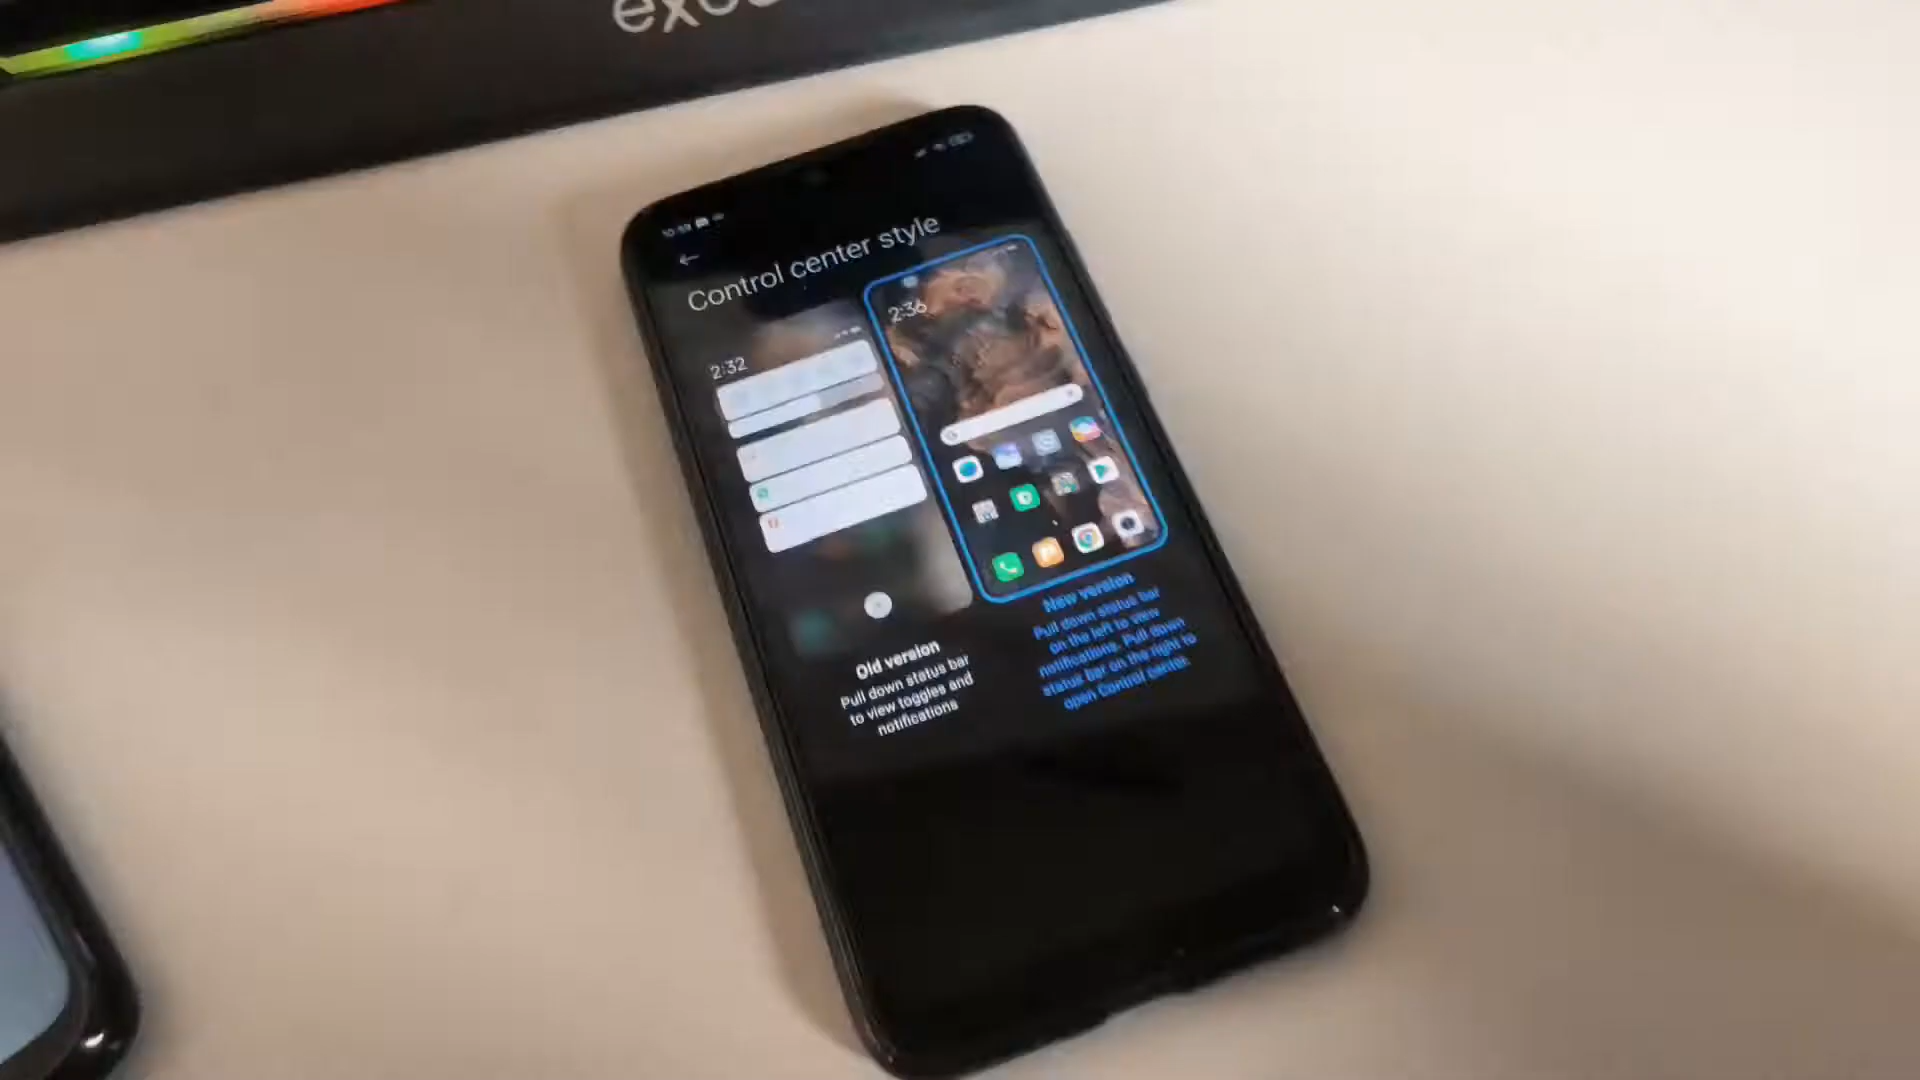 10:59
Control center style
2:32
2:36
Old version
Pull down status bar
to view toggles and
notifications
New version
Pull down status bar
on the left to view
notifications. Pull down
status bar on the right to
open Control center.